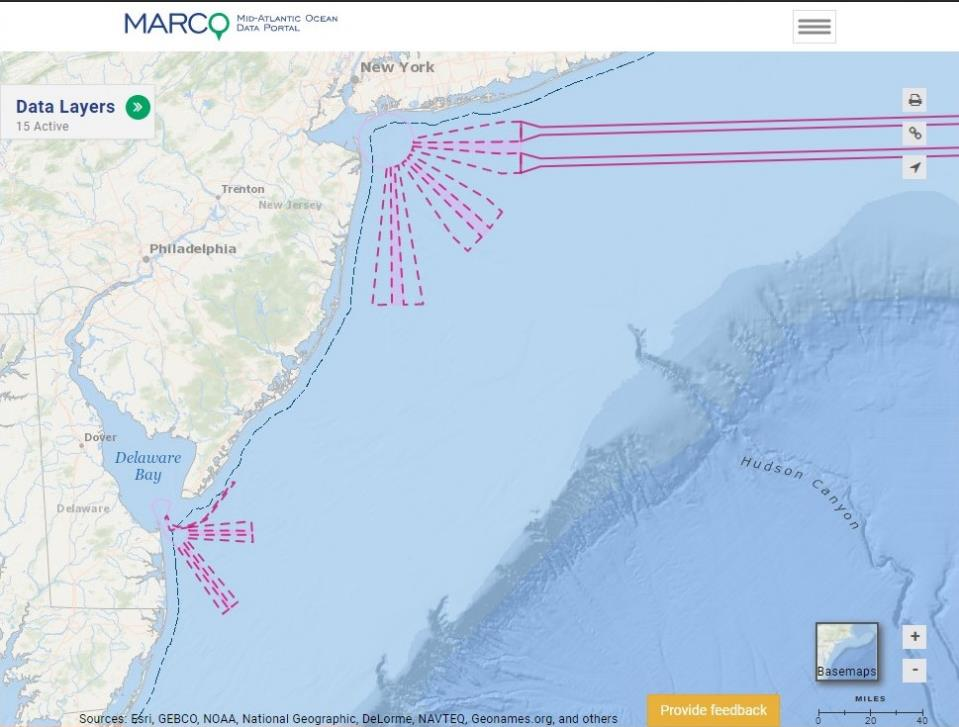 MARCO MID-ATLANTIC OCEAN
DATA PORTAL
New York
Data Layers »
15 Active
Trenton
New Jersey
Philadelphia
Dover
Delaware
Bay
Delaware
Hudson Canyon
+
Basemaps
-
MILES
0 20 40
Provide feedback
Sources: Esri, GEBCO, NOAA, National Geographic, DeLorme, NAVTEQ, Geonames.org, and others